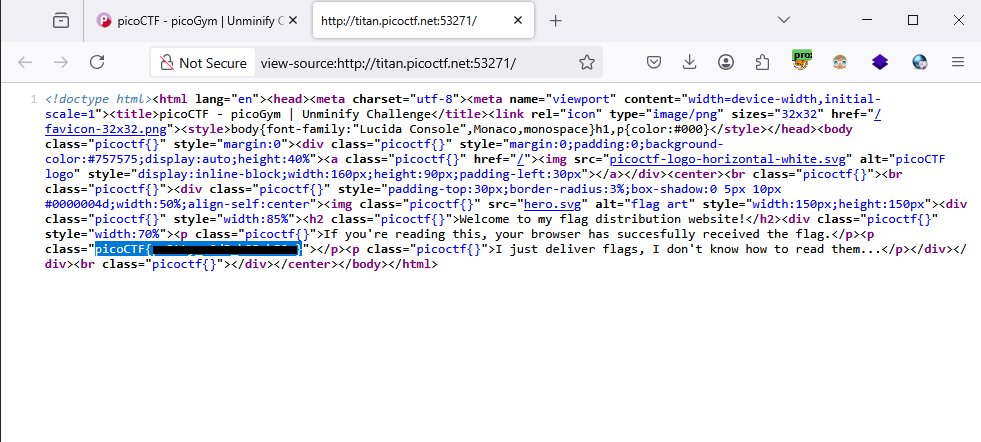 picoCTF - picoGym | Unminify C
http://titan.picoctf.net:53271/
Not Secure
view-source:http://titan.picoctf.net:53271/
1 <!doctype html><html lang="en"><head><meta charset="utf-8"><meta name="viewport" content="width=device-width,initial-
scale=1"><title>picoCTF - picoGym | Unminify Challenge</title><link rel="icon" type="image/png" sizes="32x32" href="/
favicon-32x32.png"><style>body{font-family:"Lucida Console",Monaco,monospace}h1,p{color:#000}</style></head><body
class="picoctf{}" style="margin:0"><div class="picoctf{}" style="margin:0;padding:0;background-
color:#757575;display:auto;height:40%"><a class="picoctf{}" href="/"><img src="picoctf-logo-horizontal-white.svg" alt="picoCTF
logo" style="display:inline-block;width:160px;height:90px;padding-left:30px"></a></div><center><br class="picoctf{}"><br
class="picoctf{}"><div class="picoctf{}" style="padding-top:30px;border-radius:3%;box-shadow:0 5px 10px
#0000004d;width:50%;align-self:center"><img class="picoctf{}" src="hero.svg" alt="flag art" style="width:150px;height:150px"><div
class="picoctf{}" style="width:85%"><h2 class="picoctf{}">Welcome to my flag distribution website!</h2><div class="picoctf{}"
style="width:70%"><p class="picoctf{}">If you're reading this, your browser has succesfully received the flag.</p><p
class="picoCTF{}"></p><p class="picoctf{}">I just deliver flags, I don't know how to read them...</p></div></
div><br class="picoctf{}"></div></center></body></html>